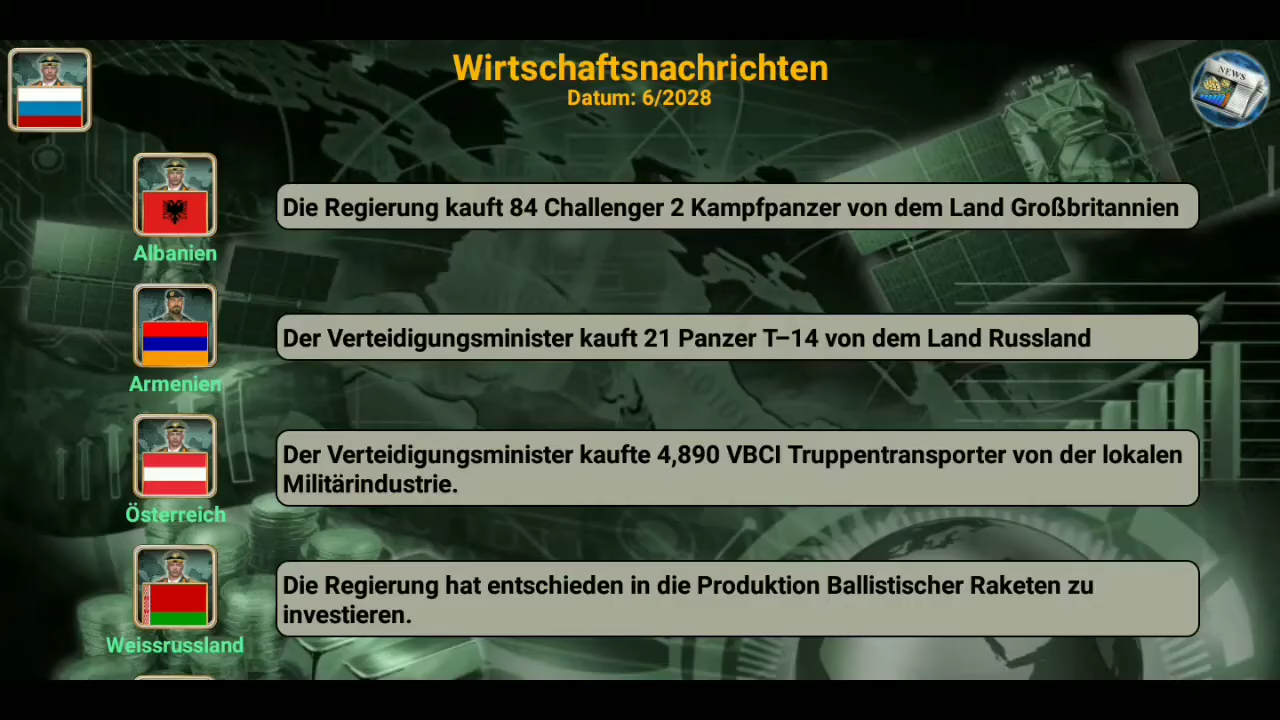 Wirtschaftsnachrichten
Datum: 6/2028
NEWS
Albanien
Die Regierung kauft 84 Challenger 2 Kampfpanzer von dem Land Großbritannien
Armenien
Der Verteidigungsminister kauft 21 Panzer T–14 von dem Land Russland
Österreich
Der Verteidigungsminister kaufte 4,890 VBCI Truppentransporter von der lokalen
Militärindustrie.
Weissrussland
Die Regierung hat entschieden in die Produktion Ballistischer Raketen zu
investieren.